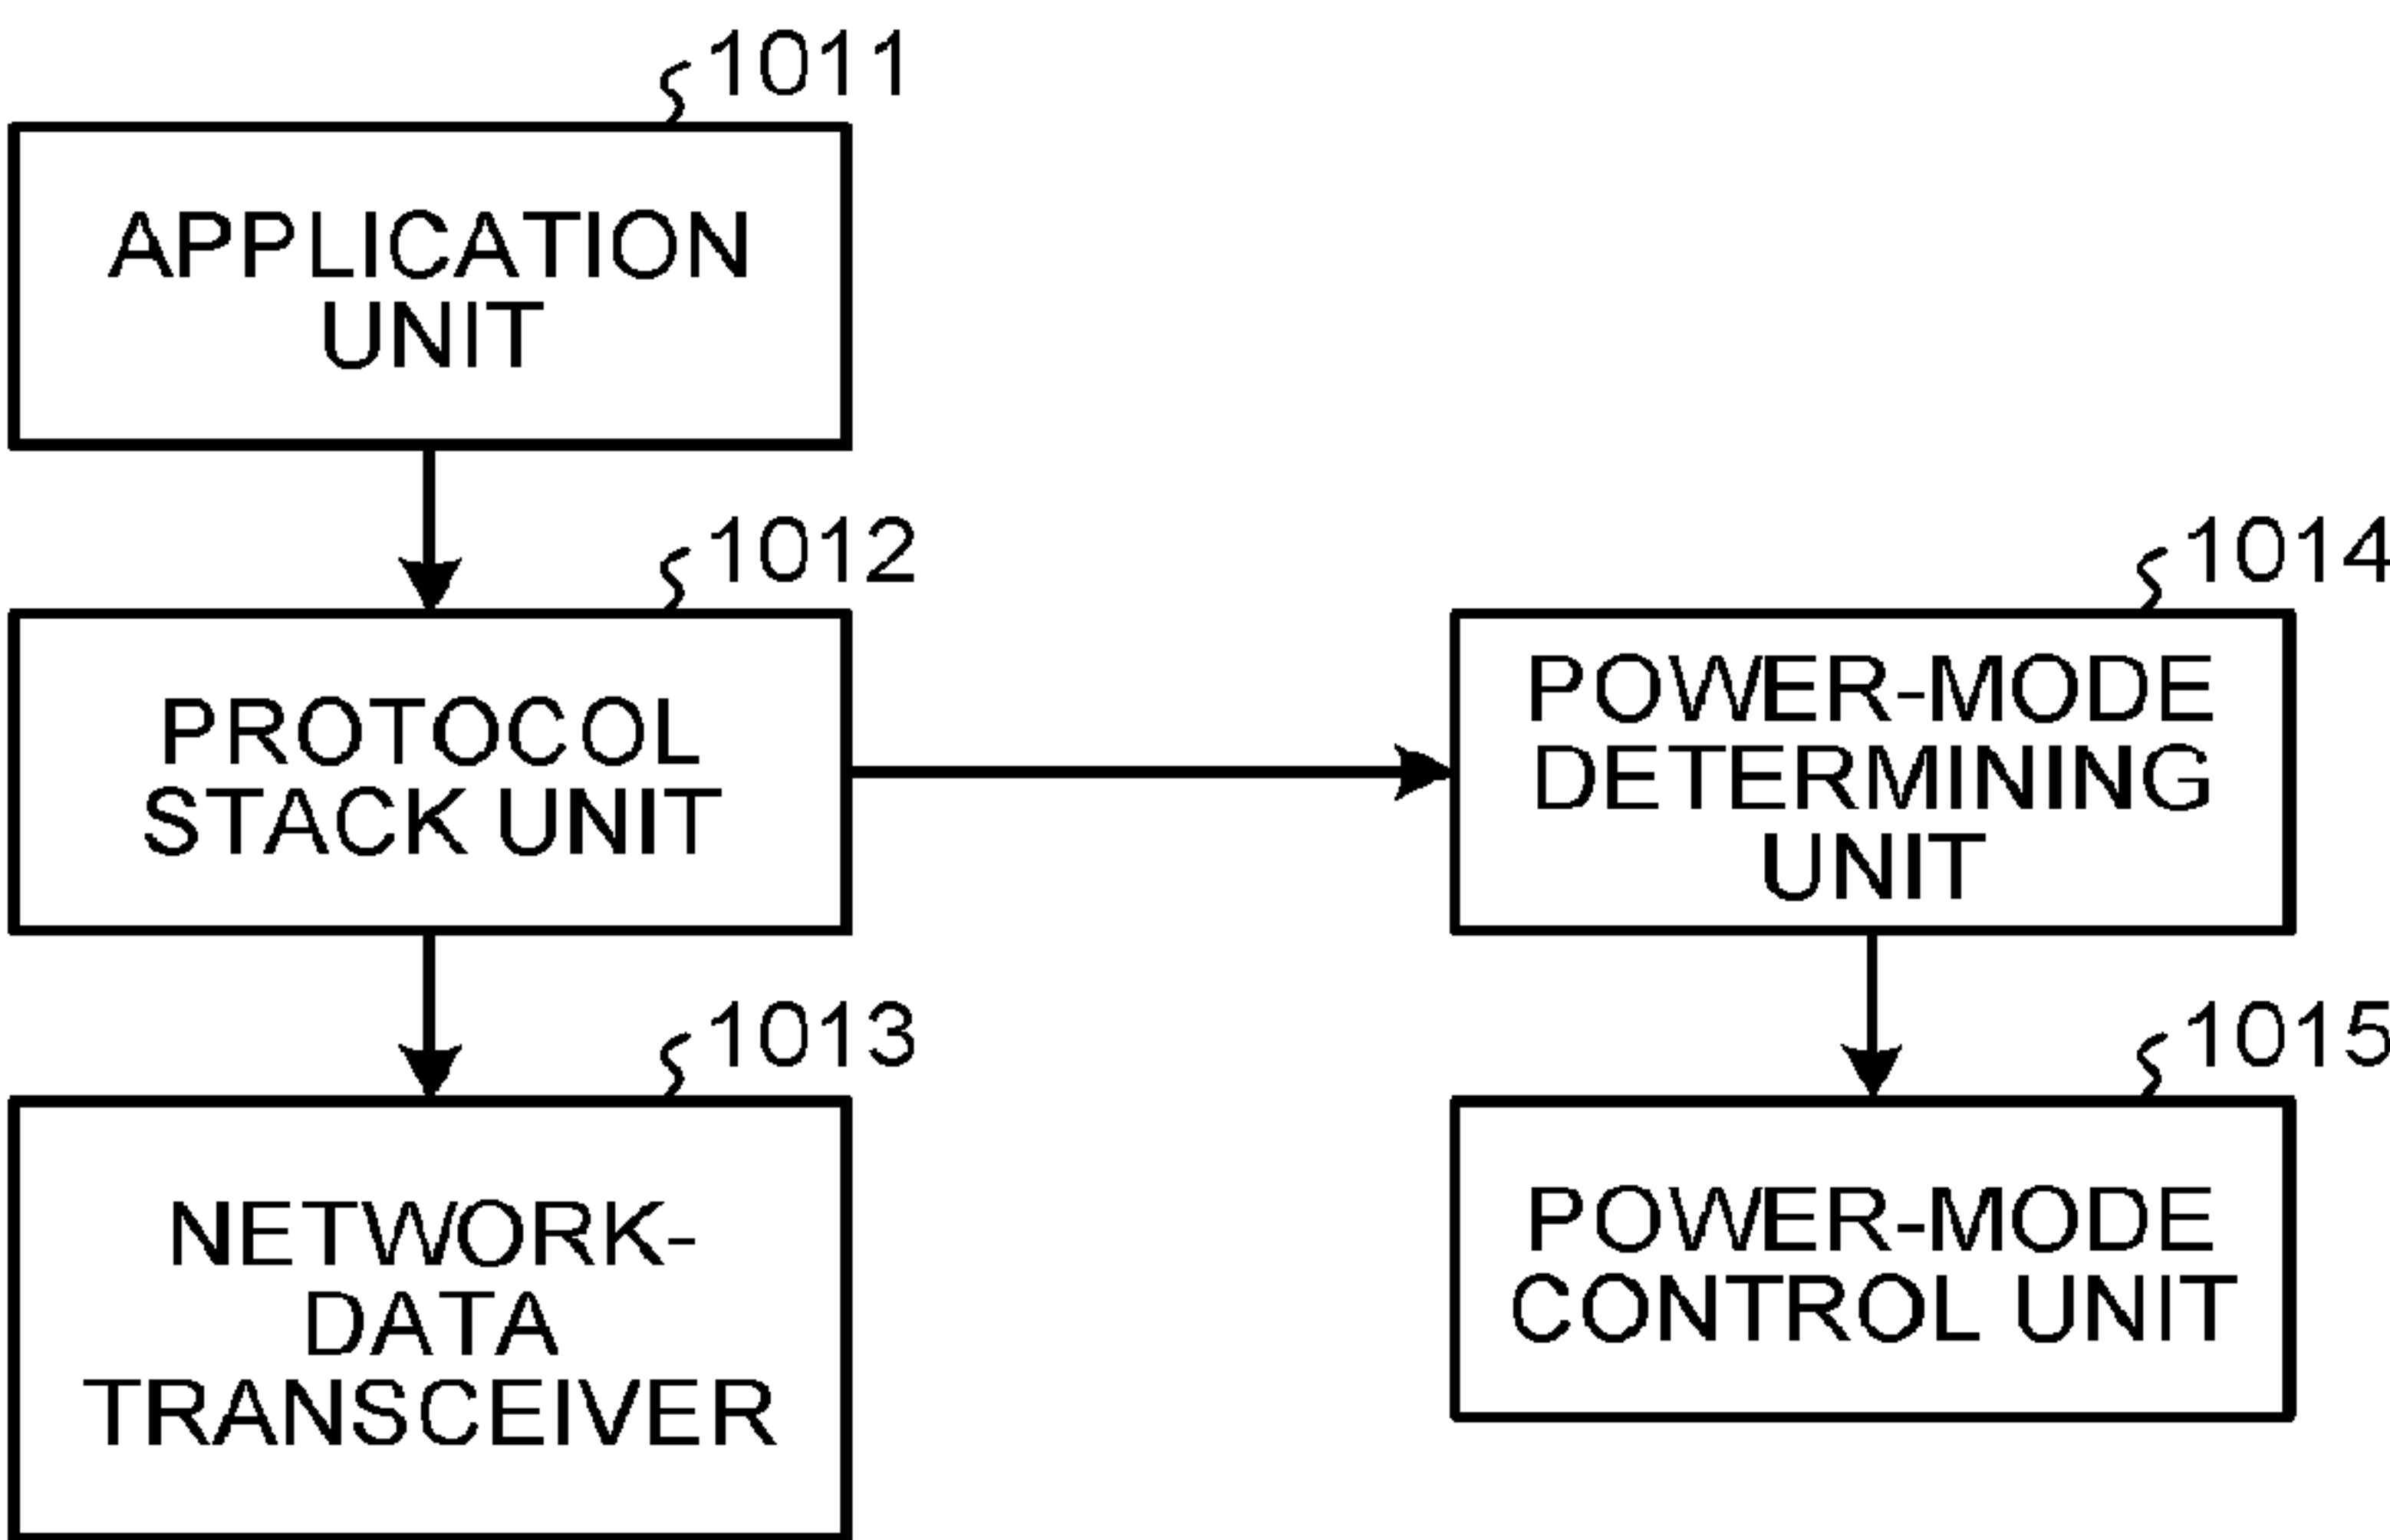 1011
APPLICATION
UNIT
1012
PROTOCOL
STACK UNIT
1013
NETWORK-
DATA
TRANSCEIVER
1014
POWER-MODE
DETERMINING
UNIT
1015
POWER-MODE
CONTROL UNIT